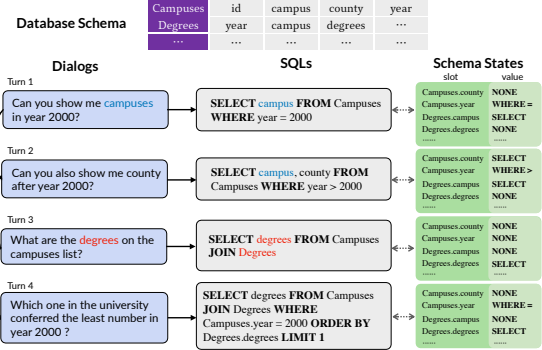 Database Schema
Campuses id campus county year
Degrees year campus degrees ...
... ... ... ... ...
Dialogs SQLs Schema States
slot value
Turn 1
Can you show me campuses
in year 2000?
SELECT campus FROM Campuses
WHERE year = 2000
Campuses.county NONE
Campuses.year WHERE =
Degrees.campus SELECT
Degrees.degrees NONE
......
Turn 2
Can you also show me county
after year 2000?
SELECT campus, county FROM
Campuses WHERE year > 2000
Campuses.county SELECT
Campuses.year WHERE >
Degrees.campus SELECT
Degrees.degrees NONE
......
Turn 3
What are the degrees on the
campuses list?
SELECT degrees FROM Campuses
JOIN Degrees
Campuses.county NONE
Campuses.year NONE
Degrees.campus NONE
Degrees.degrees SELECT
......
Turn 4
Which one in the university
conferred the least number in
year 2000 ?
SELECT degrees FROM Campuses
JOIN Degrees WHERE
Campuses.year = 2000 ORDER BY
Degrees.degrees LIMIT 1
Campuses.county NONE
Campuses.year WHERE =
Degrees.campus NONE
Degrees.degrees SELECT
......